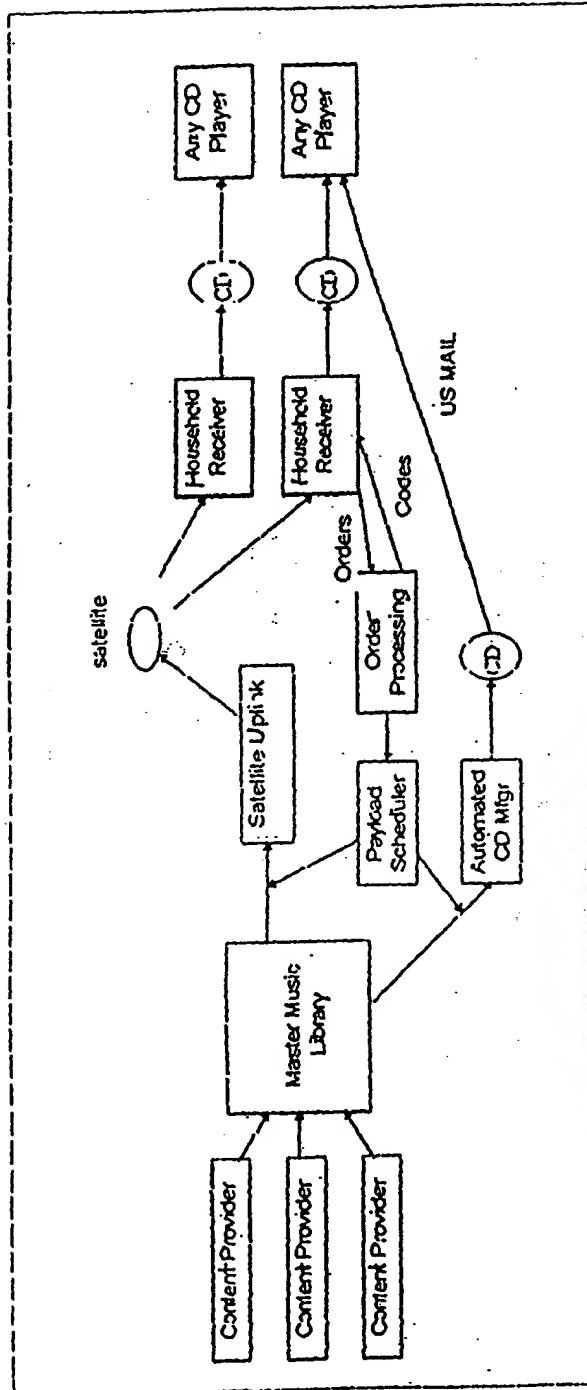 Content Provider
Content Provider
Content Provider
Master Music
Library
Satellite Uplink
satellite
Payload
Scheduler
Order
Processing
Orders
Codes
Automated
CD Mfgr
CD
US MAIL
Household
Receiver
Household
Receiver
CD
CD
Any CD
Player
Any CD
Player